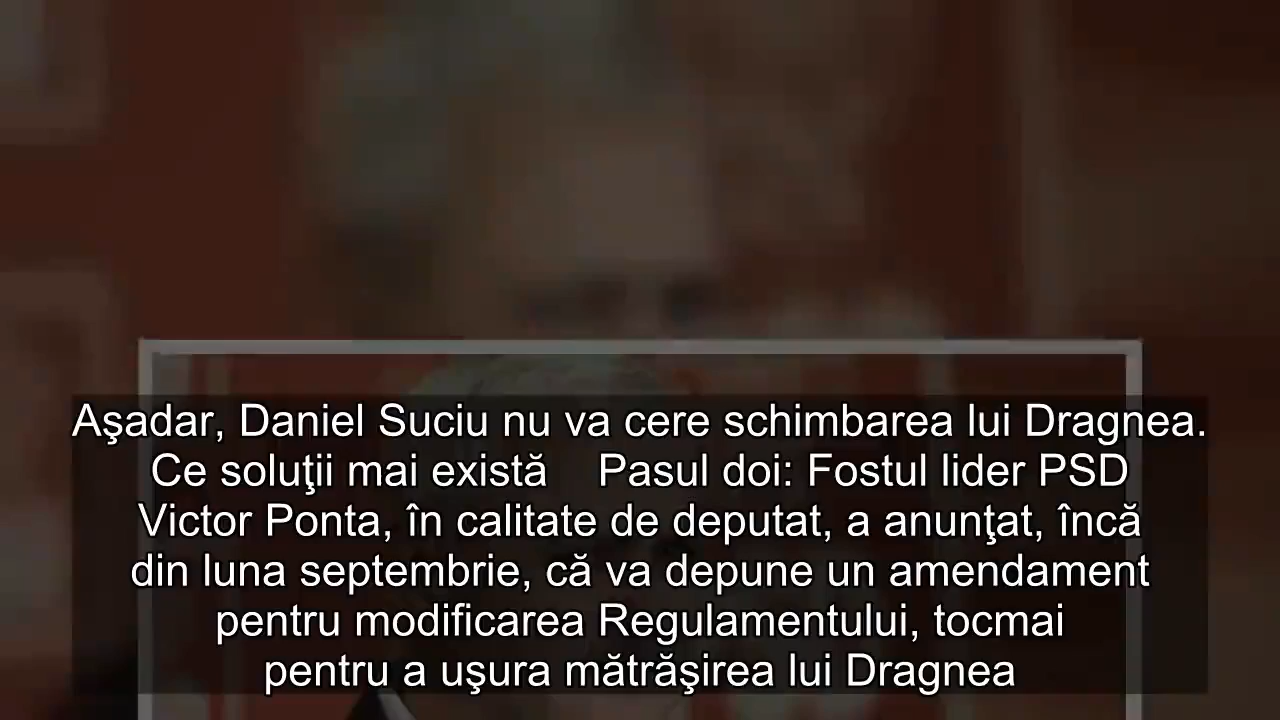 Aşadar, Daniel Suciu nu va cere schimbarea lui Dragnea.
Ce soluţii mai există    Pasul doi: Fostul lider PSD
Victor Ponta, în calitate de deputat, a anunţat, încă
din luna septembrie, că va depune un amendament
pentru modificarea Regulamentului, tocmai
pentru a uşura mătrăşirea lui Dragnea